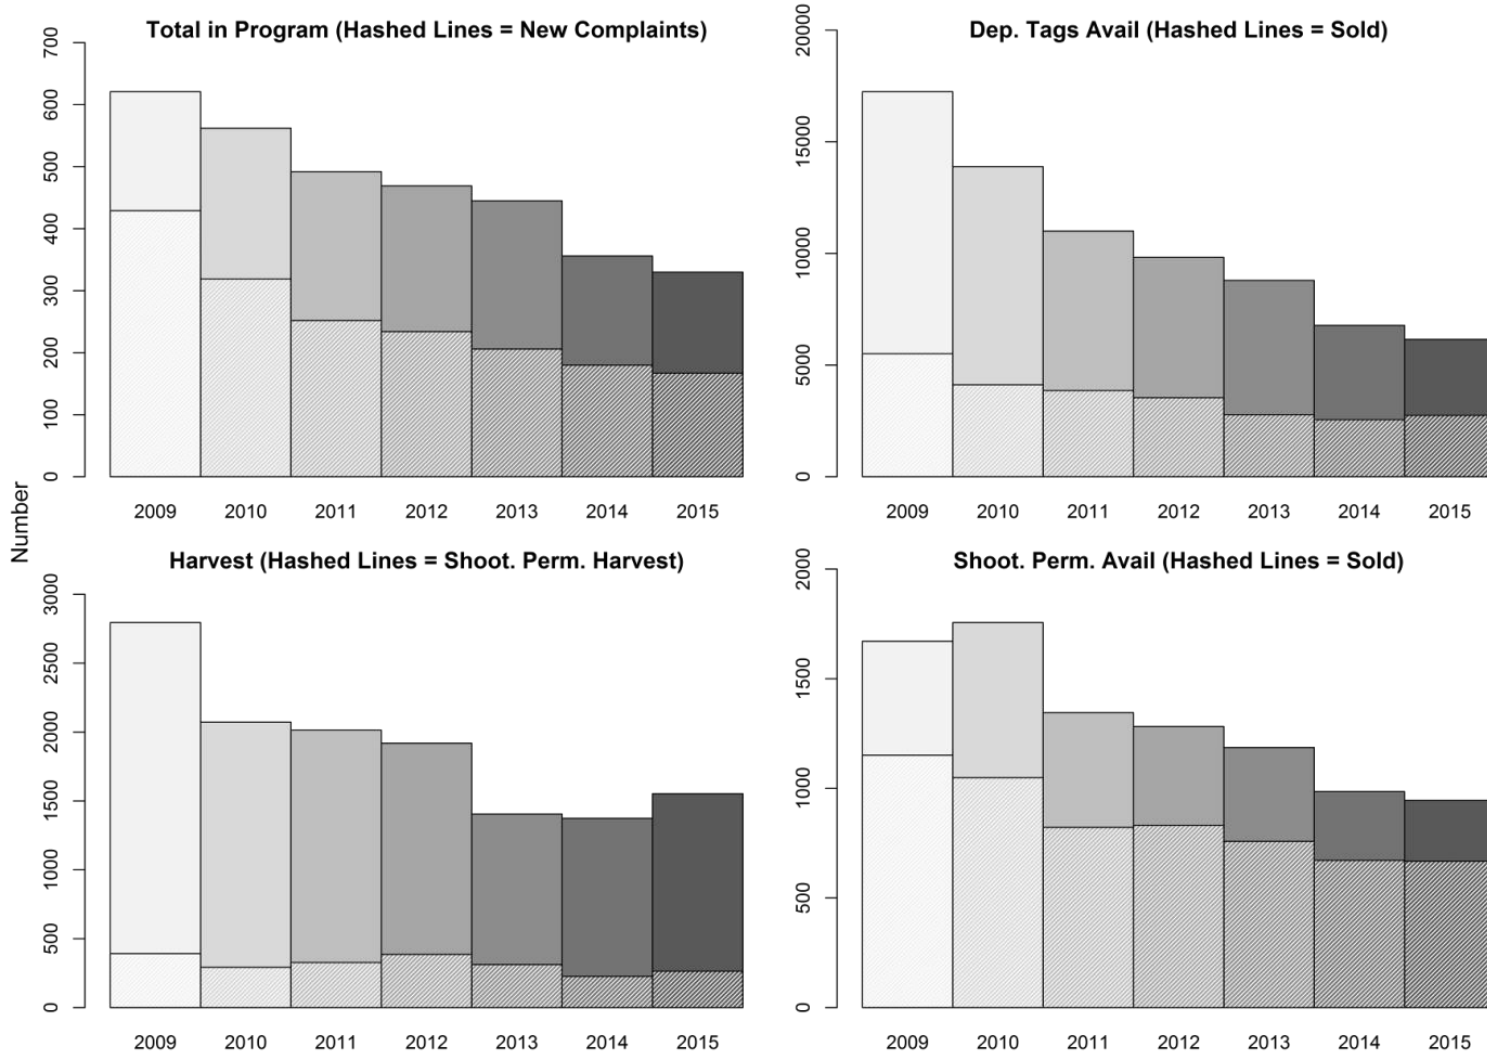 Total in Program (Hashed Lines = New Complaints)
700
600
500
400
300
200
100
0
2009 2010 2011 2012 2013 2014 2015
Dep. Tags Avail (Hashed Lines = Sold)
20000
15000
10000
5000
0
2009 2010 2011 2012 2013 2014 2015
Number
Harvest (Hashed Lines = Shoot. Perm. Harvest)
3000
2500
2000
1500
1000
500
0
2009 2010 2011 2012 2013 2014 2015
Shoot. Perm. Avail (Hashed Lines = Sold)
2000
1500
1000
500
0
2009 2010 2011 2012 2013 2014 2015